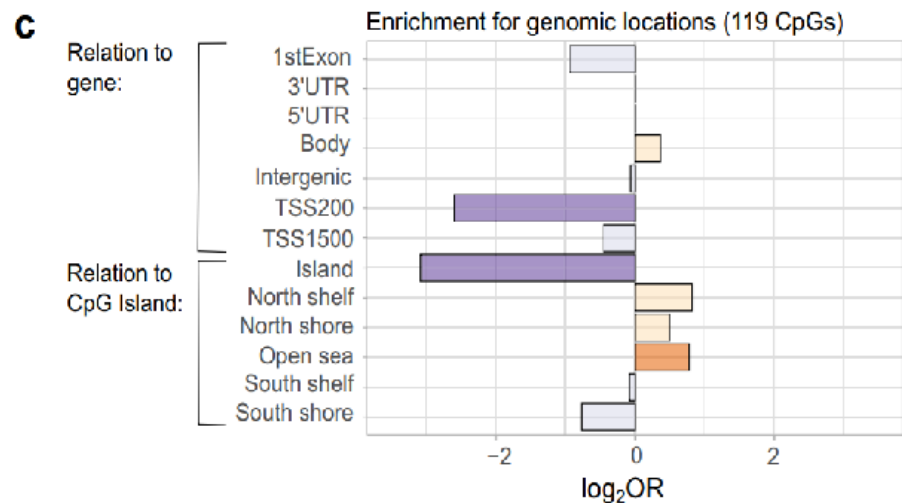 c
Enrichment for genomic locations (119 CpGs)
Relation to
gene:
1stExon
3'UTR
5'UTR
Body
Intergenic
TSS200
TSS1500
Relation to
CpG Island:
Island
North shelf
North shore
Open sea
South shelf
South shore
−2 0 2
log₂OR